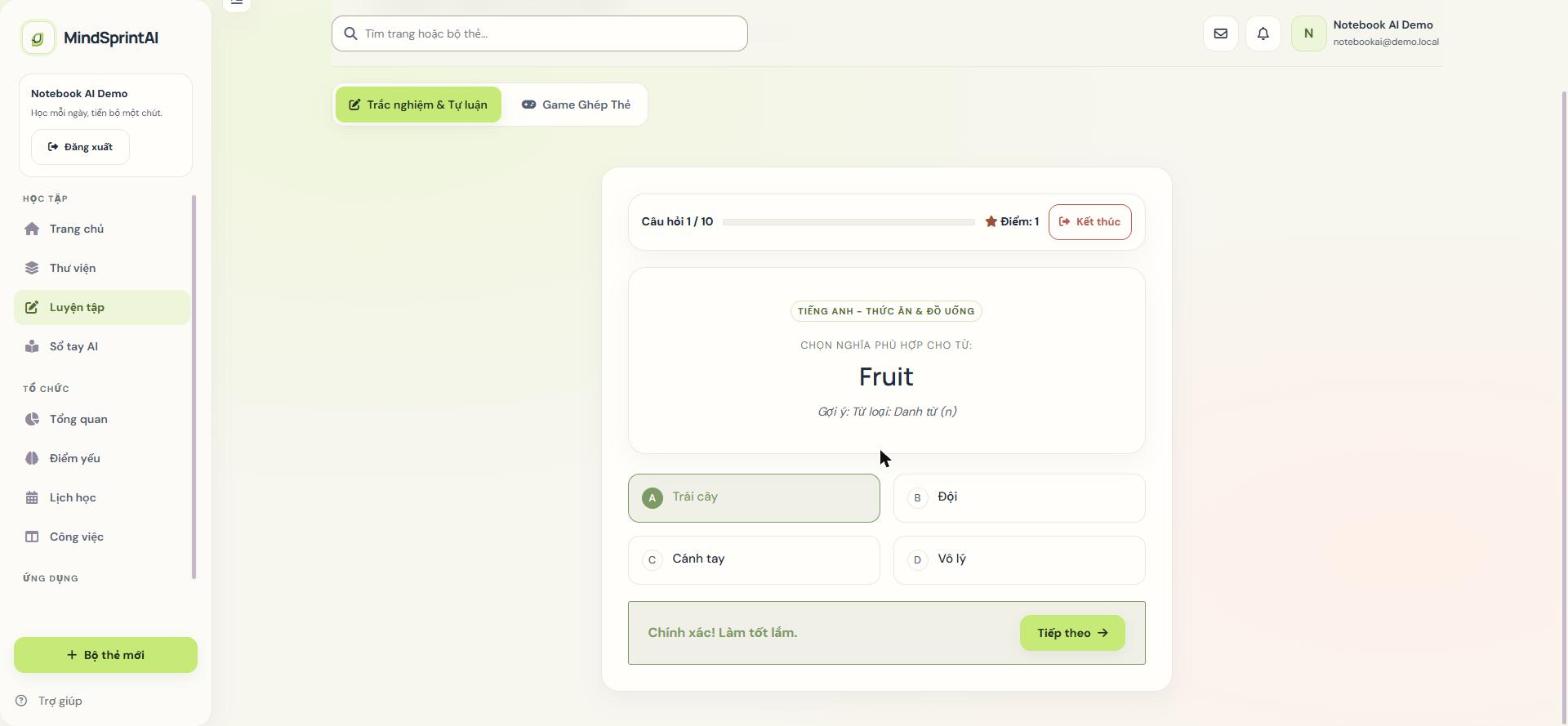 MindSprintAI
Notebook AI Demo
Học mỗi ngày, tiến bộ một chút.
Đăng xuất
HỌC TẬP
Trang chủ
Thư viện
Luyện tập
Sổ tay AI
TỔ CHỨC
Tổng quan
Điểm yếu
Lịch học
Công việc
ỨNG DỤNG
Bộ thẻ mới
Trợ giúp
Tìm trang hoặc bộ thẻ...
N
Notebook AI Demo
notebookai@demo.local
Trắc nghiệm & Tự luận
Game Ghép Thẻ
Câu hỏi 1 / 10
Điểm: 1
Kết thúc
TIẾNG ANH - THỨC ĂN & ĐỒ UỐNG
CHỌN NGHĨA PHÙ HỢP CHO TỪ:
Fruit
Gợi ý: Từ loại: Danh từ (n)
A Trái cây
B Đội
C Cánh tay
D Vô lý
Chính xác! Làm tốt lắm.
Tiếp theo